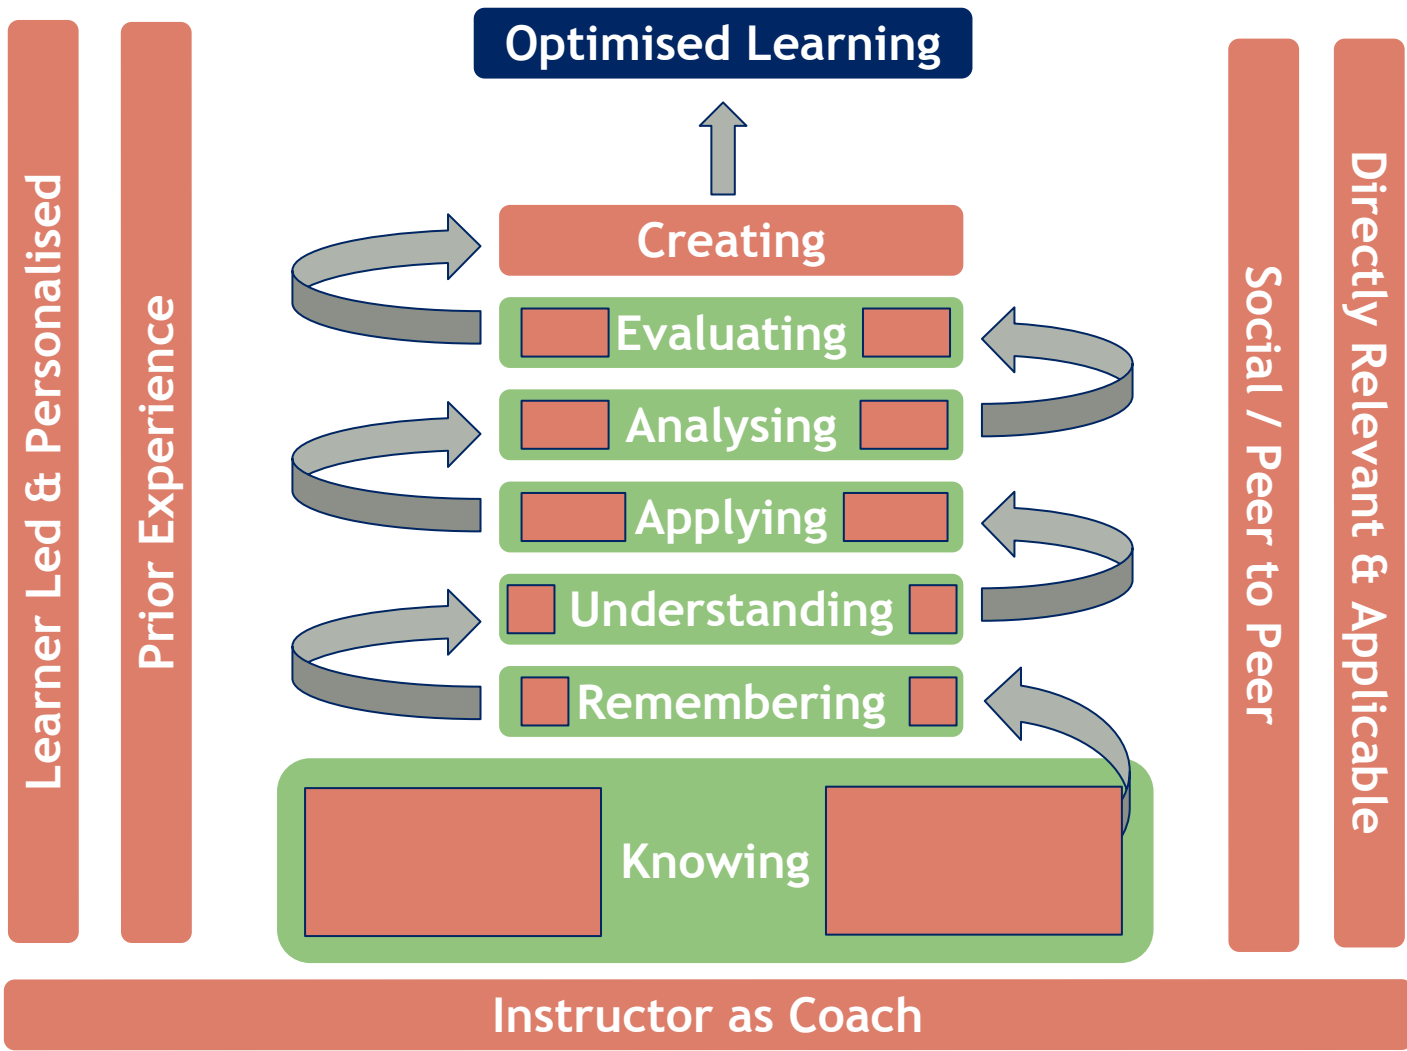 Optimised Learning
Learner Led & Personalised
Prior Experience
Creating
Evaluating
Analysing
Applying
Understanding
Remembering
Knowing
Social / Peer to Peer
Directly Relevant & Applicable
Instructor as Coach